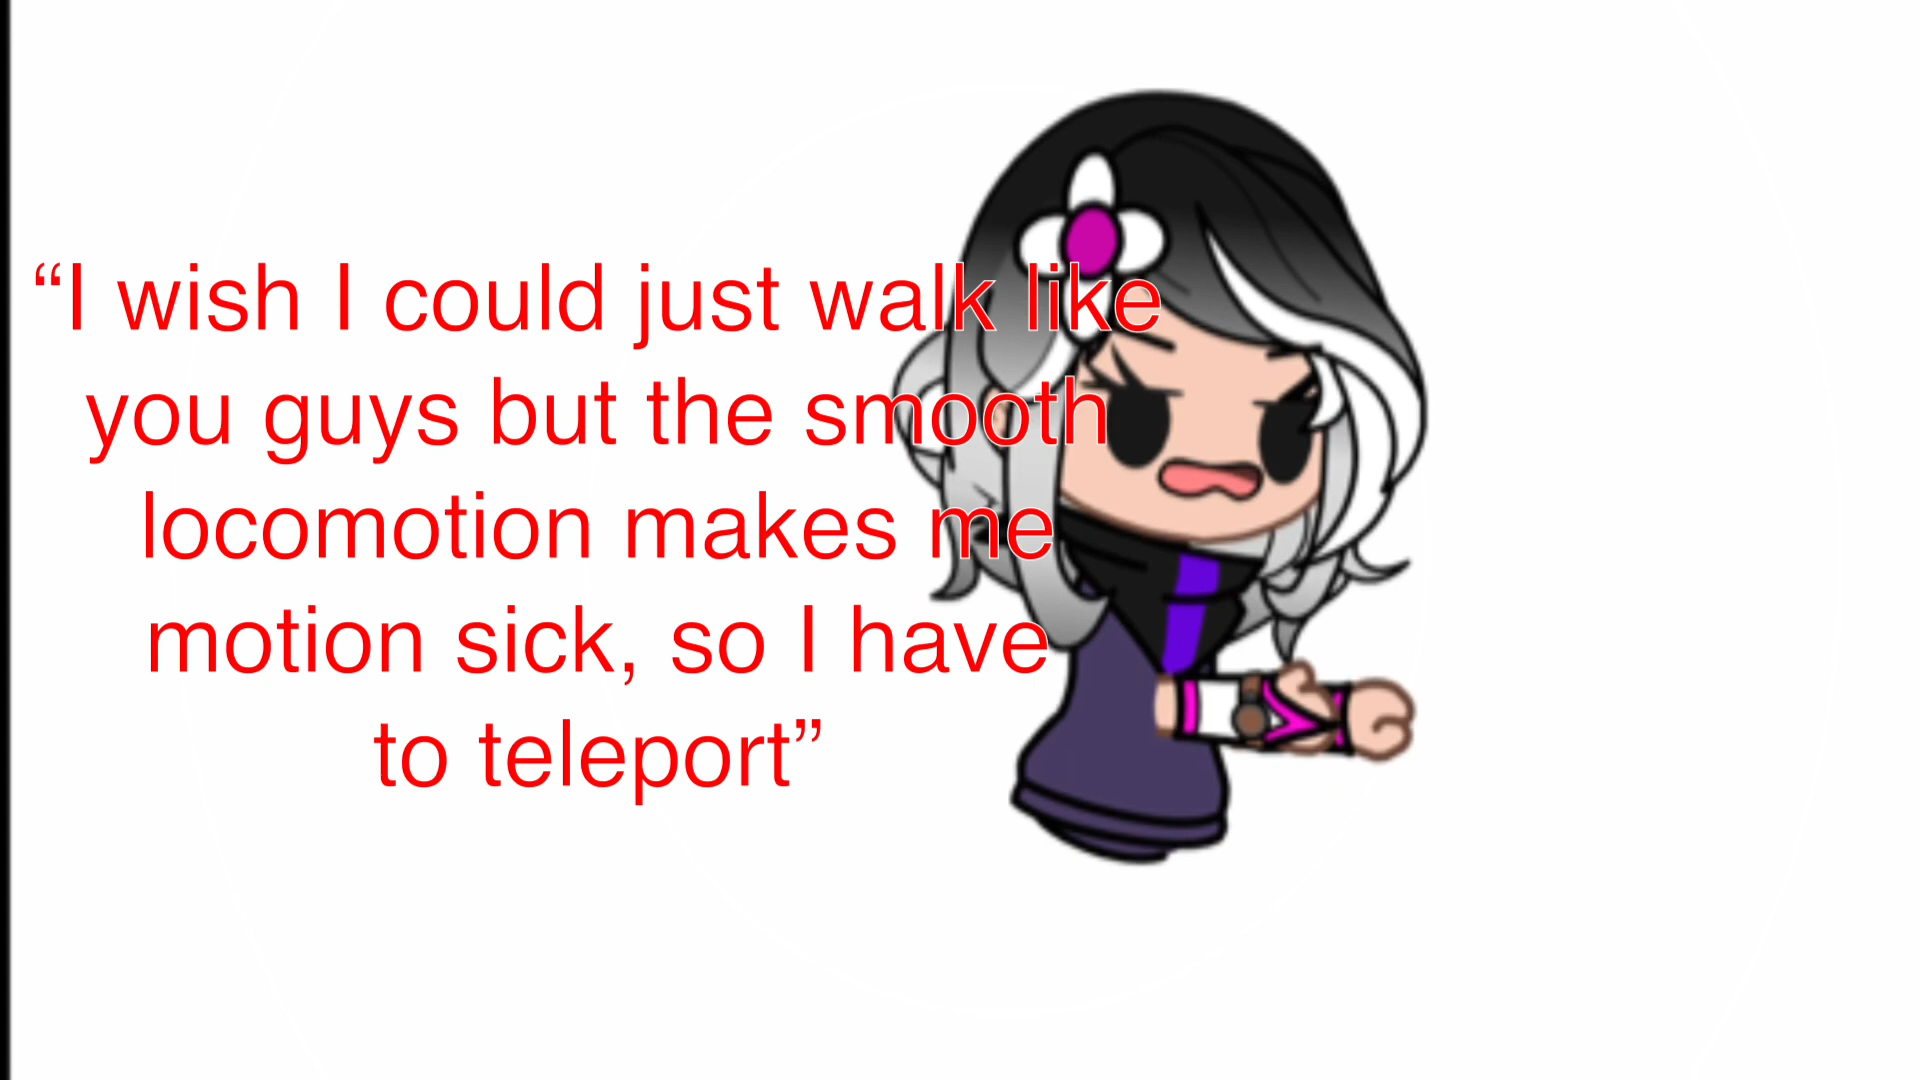 “I wish I could just walk like
you guys but the smooth
locomotion makes me
motion sick, so I have
to teleport”